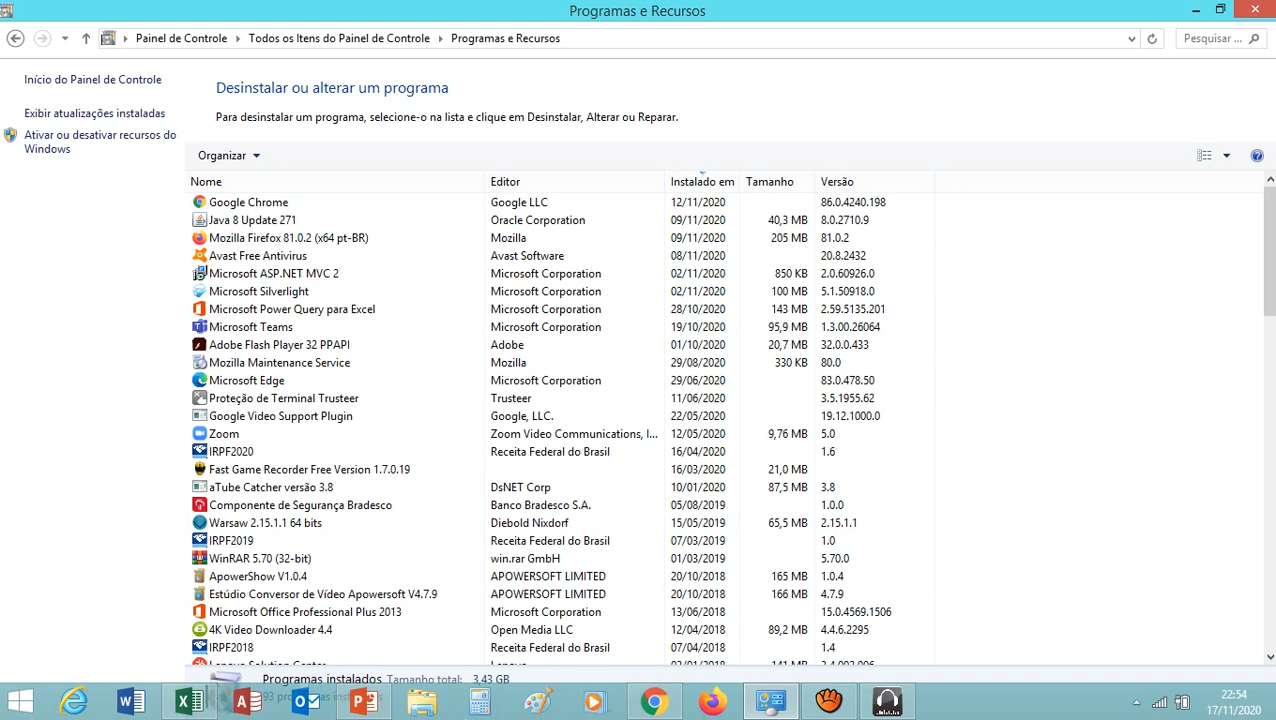 Programas e Recursos
Painel de Controle Todos os Itens do Painel de Controle Programas e Recursos Pesquisar ...
Início do Painel de Controle
Exibir atualizações instaladas
Ativar ou desativar recursos do
Windows
Desinstalar ou alterar um programa
Para desinstalar um programa, selecione-o na lista e clique em Desinstalar, Alterar ou Reparar.
Organizar
Nome Editor Instalado em Tamanho Versão
Google Chrome Google LLC 12/11/2020 86.0.4240.198
Java 8 Update 271 Oracle Corporation 09/11/2020 40,3 MB 8.0.2710.9
Mozilla Firefox 81.0.2 (x64 pt-BR) Mozilla 09/11/2020 205 MB 81.0.2
Avast Free Antivirus Avast Software 08/11/2020 20.8.2432
Microsoft ASP.NET MVC 2 Microsoft Corporation 02/11/2020 850 KB 2.0.60926.0
Microsoft Silverlight Microsoft Corporation 02/11/2020 100 MB 5.1.50918.0
Microsoft Power Query para Excel Microsoft Corporation 28/10/2020 143 MB 2.59.5135.201
Microsoft Teams Microsoft Corporation 19/10/2020 95,9 MB 1.3.00.26064
Adobe Flash Player 32 PPAPI Adobe 01/10/2020 20,7 MB 32.0.0.433
Mozilla Maintenance Service Mozilla 29/08/2020 330 KB 80.0
Microsoft Edge Microsoft Corporation 29/06/2020 83.0.478.50
Proteção de Terminal Trusteer Trusteer 11/06/2020 3.5.1955.62
Google Video Support Plugin Google, LLC. 22/05/2020 19.12.1000.0
Zoom Zoom Video Communications, I... 12/05/2020 9,76 MB 5.0
IRPF2020 Receita Federal do Brasil 16/04/2020 1.6
Fast Game Recorder Free Version 1.7.0.19 16/03/2020 21,0 MB
aTube Catcher versão 3.8 DsNET Corp 10/01/2020 87,5 MB 3.8
Componente de Segurança Bradesco Banco Bradesco S.A. 05/08/2019 1.0.0
Warsaw 2.15.1.1 64 bits Diebold Nixdorf 15/05/2019 65,5 MB 2.15.1.1
IRPF2019 Receita Federal do Brasil 07/03/2019 1.0
WinRAR 5.70 (32-bit) win.rar GmbH 01/03/2019 5.70.0
ApowerShow V1.0.4 APOWERSOFT LIMITED 20/10/2018 165 MB 1.0.4
Estúdio Conversor de Vídeo Apowersoft V4.7.9 APOWERSOFT LIMITED 20/10/2018 166 MB 4.7.9
Microsoft Office Professional Plus 2013 Microsoft Corporation 13/06/2018 15.0.4569.1506
4K Video Downloader 4.4 Open Media LLC 12/04/2018 89,2 MB 4.4.6.2295
IRPF2018 Receita Federal do Brasil 07/04/2018 1.4
Lenovo Solution Center Lenovo
Programas instalados Tamanho total: 3,43 GB
22:54
17/11/2020